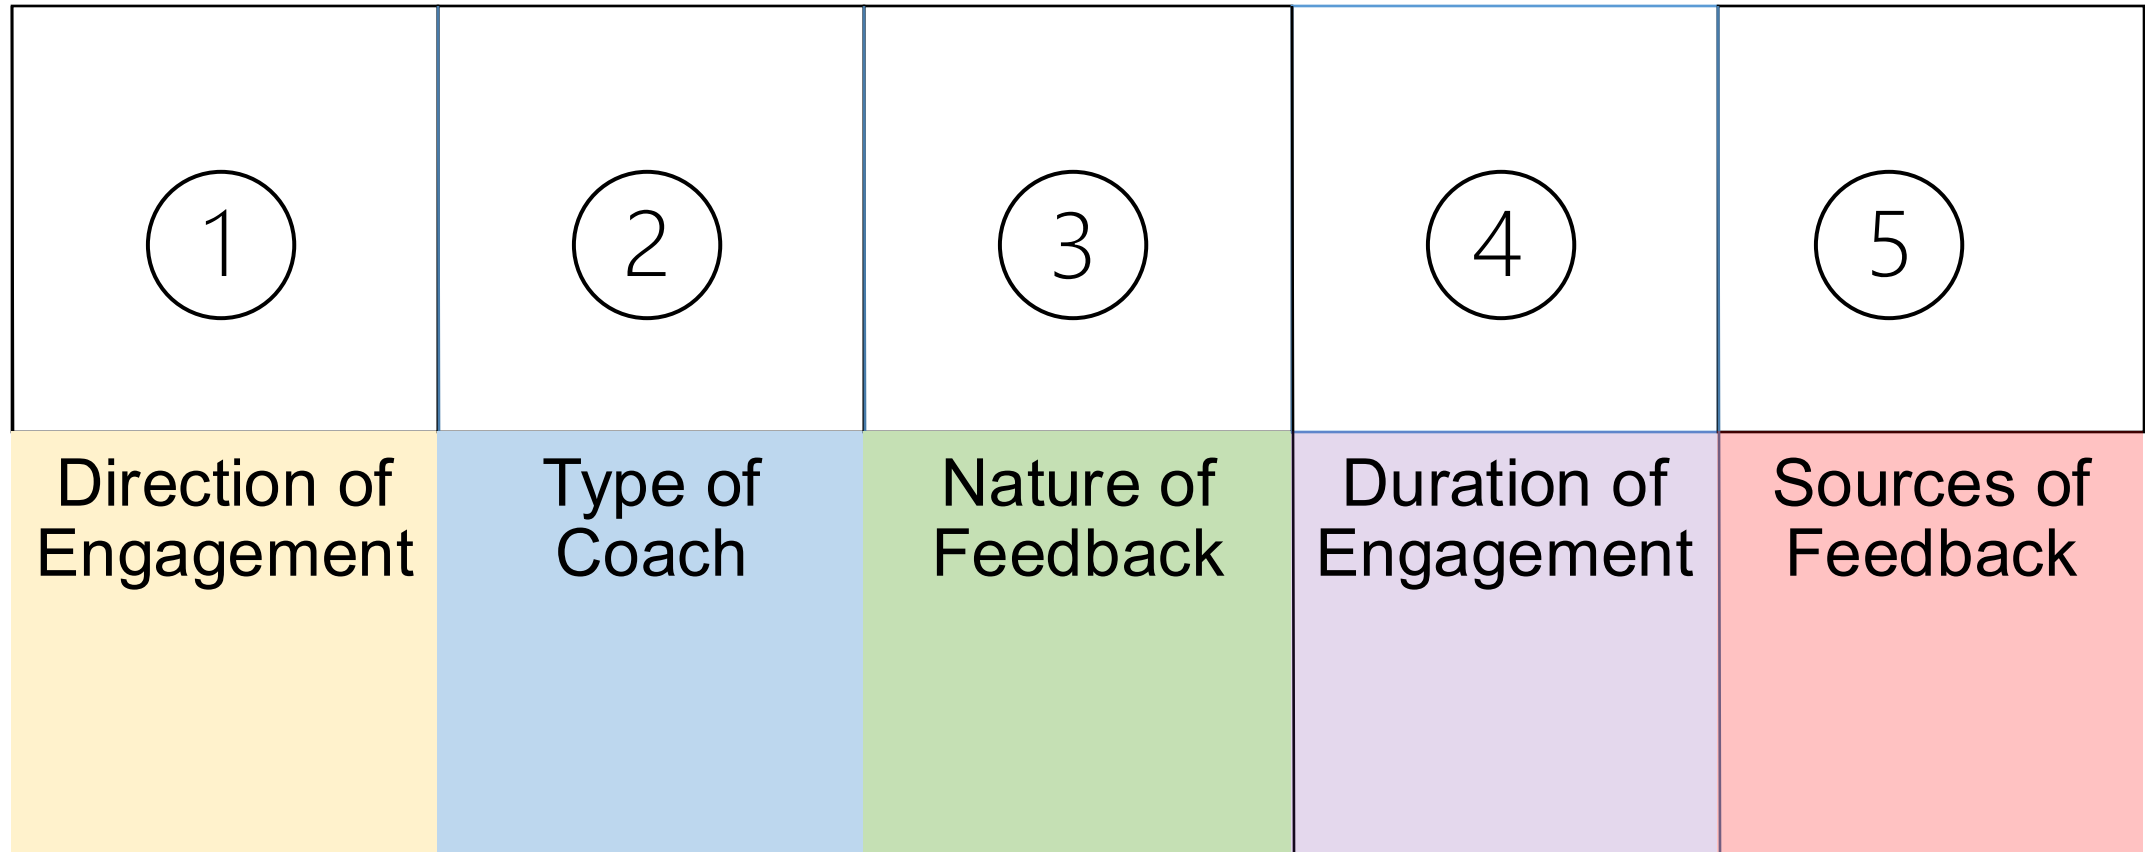 1
2
3
4
5
Direction of
Engagement
Type of
Coach
Nature of
Feedback
Duration of
Engagement
Sources of
Feedback